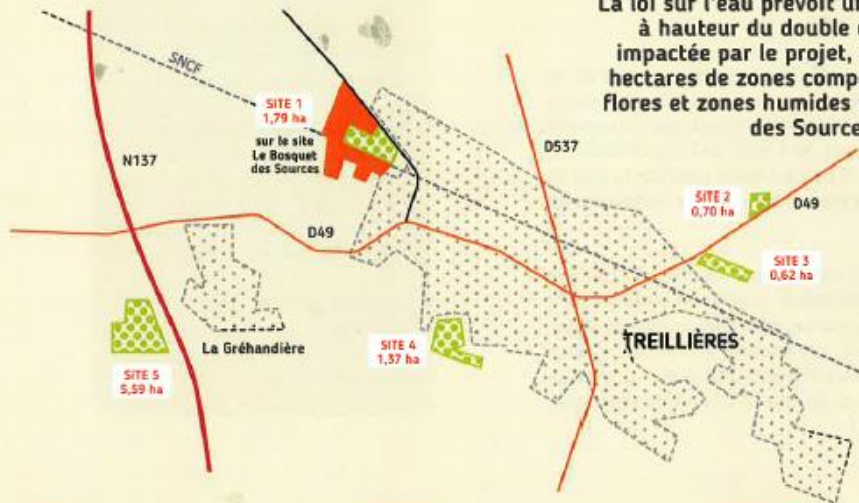 La loi sur l'eau prévoit un
à hauteur du double
impactée par le projet,
hectares de zones comp
flores et zones humides
des Source
SNCF
SITE 1
1,79 ha
sur le site
Le Bosquet
des Sources
N137
D537
SITE 2
0,70 ha
D49
D49
SITE 3
0,62 ha
La Gréhandière
SITE 4
1,37 ha
TREILLIÈRES
SITE 5
5,59 ha